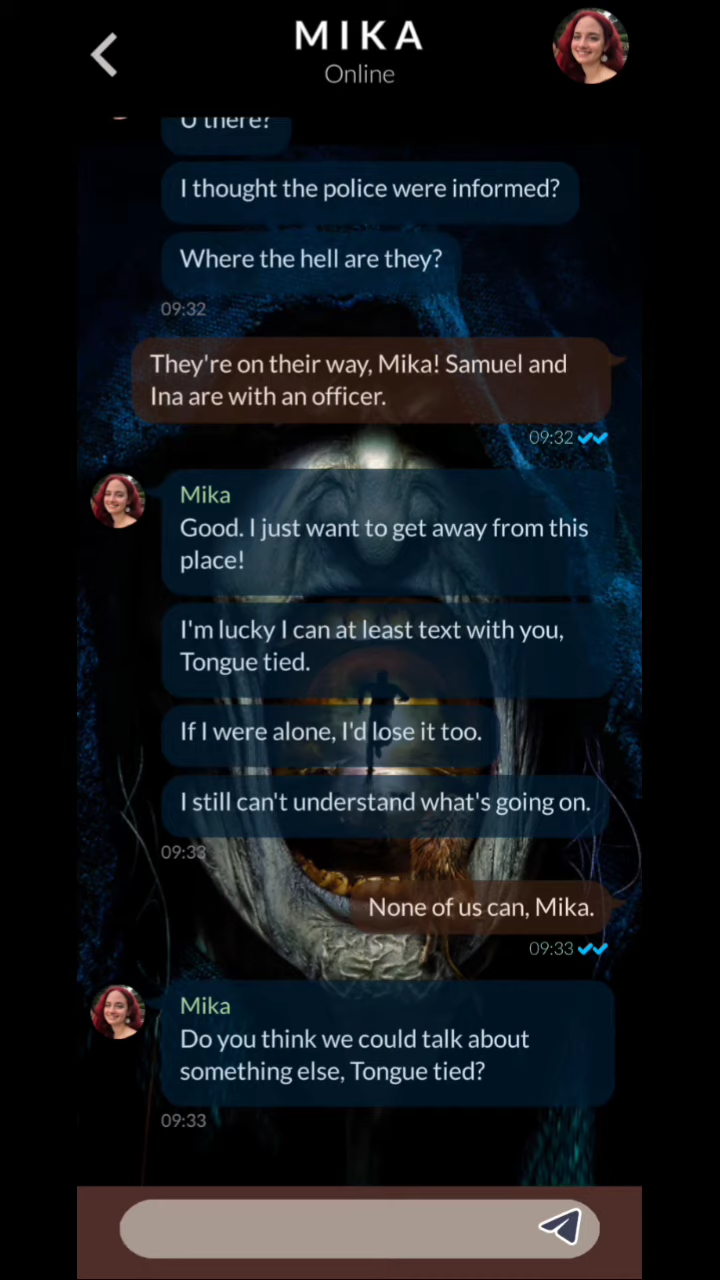 MIKA
Online
U there?
I thought the police were informed?
Where the hell are they?
09:32
They're on their way, Mika! Samuel and
Ina are with an officer.
09:32
Mika
Good. I just want to get away from this
place!
I'm lucky I can at least text with you,
Tongue tied.
If I were alone, I'd lose it too.
I still can't understand what's going on.
09:33
None of us can, Mika.
09:33
Mika
Do you think we could talk about
something else, Tongue tied?
09:33